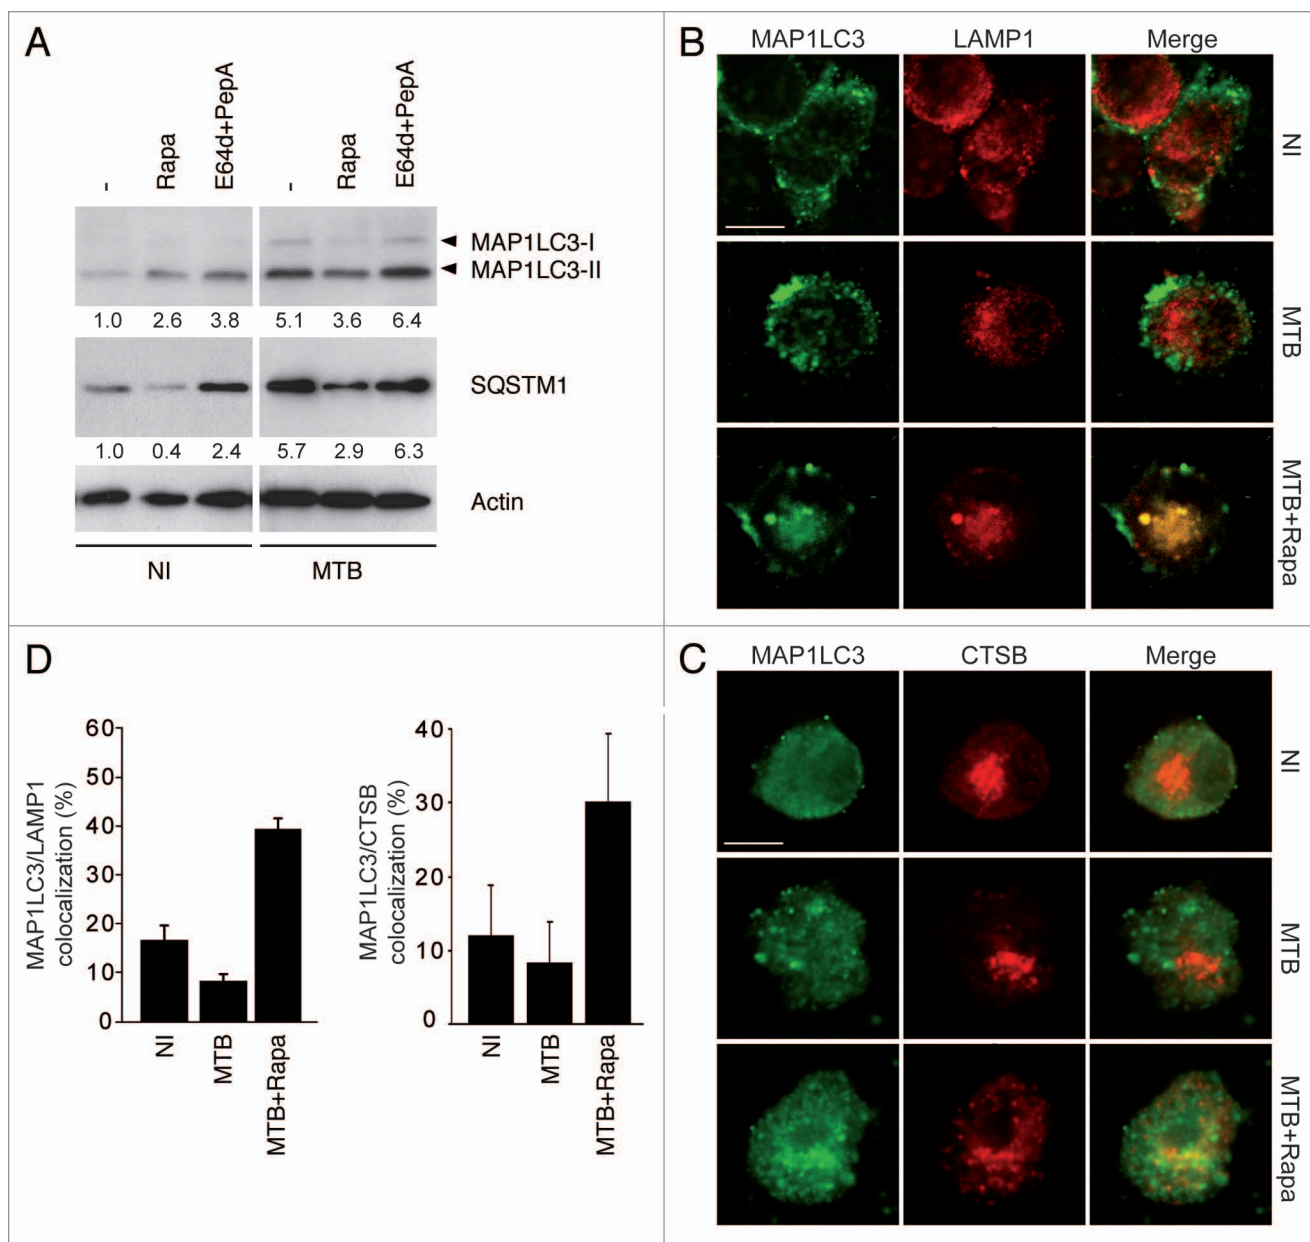 A
- Rapa E64d+PepA - Rapa E64d+PepA
MAP1LC3-I
MAP1LC3-II
1.0 2.6 3.8 5.1 3.6 6.4
SQSTM1
1.0 0.4 2.4 5.7 2.9 6.3
Actin
NI MTB
B
MAP1LC3 LAMP1 Merge
NI
MTB
MTB+Rapa
D
MAP1LC3/LAMP1
colocalization (%)
60
50
40
30
20
10
0
NI MTB MTB+Rapa
MAP1LC3/CTSB
colocalization (%)
40
30
20
10
0
NI MTB MTB+Rapa
C
MAP1LC3 CTSB Merge
NI
MTB
MTB+Rapa